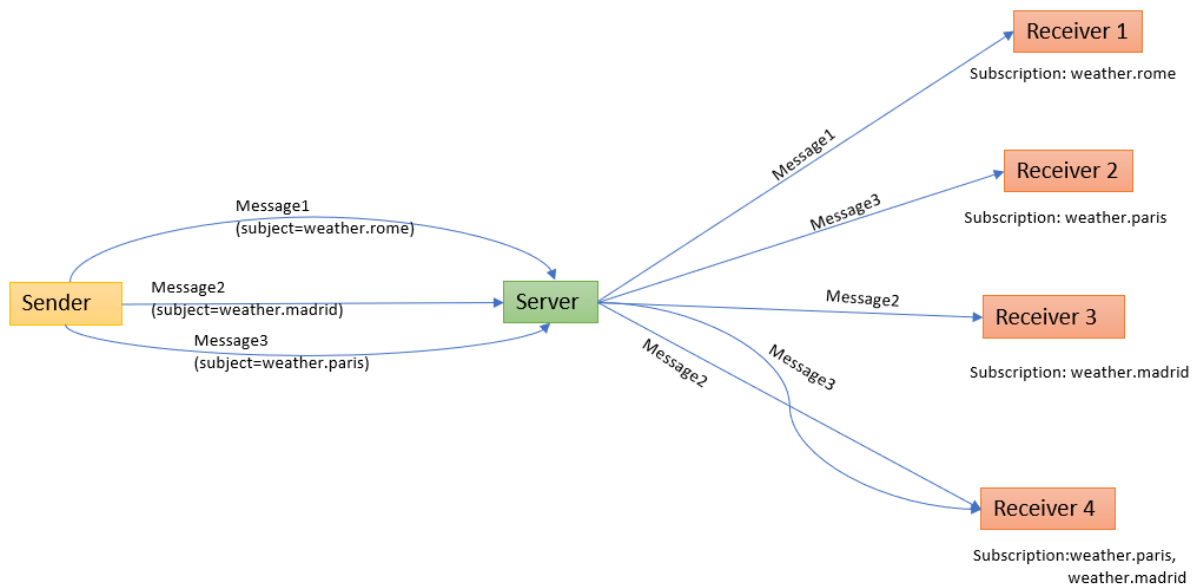 Receiver 1
Subscription: weather.rome
Message1
Receiver 2
Subscription: weather.paris
Message3
Message1
(subject=weather.rome)
Sender
Message2
(subject=weather.madrid)
Server
Message2
Receiver 3
Subscription: weather.madrid
Message3
(subject=weather.paris)
Message2
Message3
Receiver 4
Subscription:weather.paris,
weather.madrid